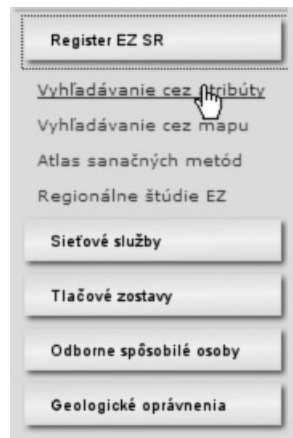 Register EZ SR
Vyhľadávanie cez atribúty
Vyhľadávanie cez mapu
Atlas sanačných metód
Regionálne štúdie EZ
Sieťové služby
Tlačové zostavy
Odborne spôsobilé osoby
Geologické oprávnenia